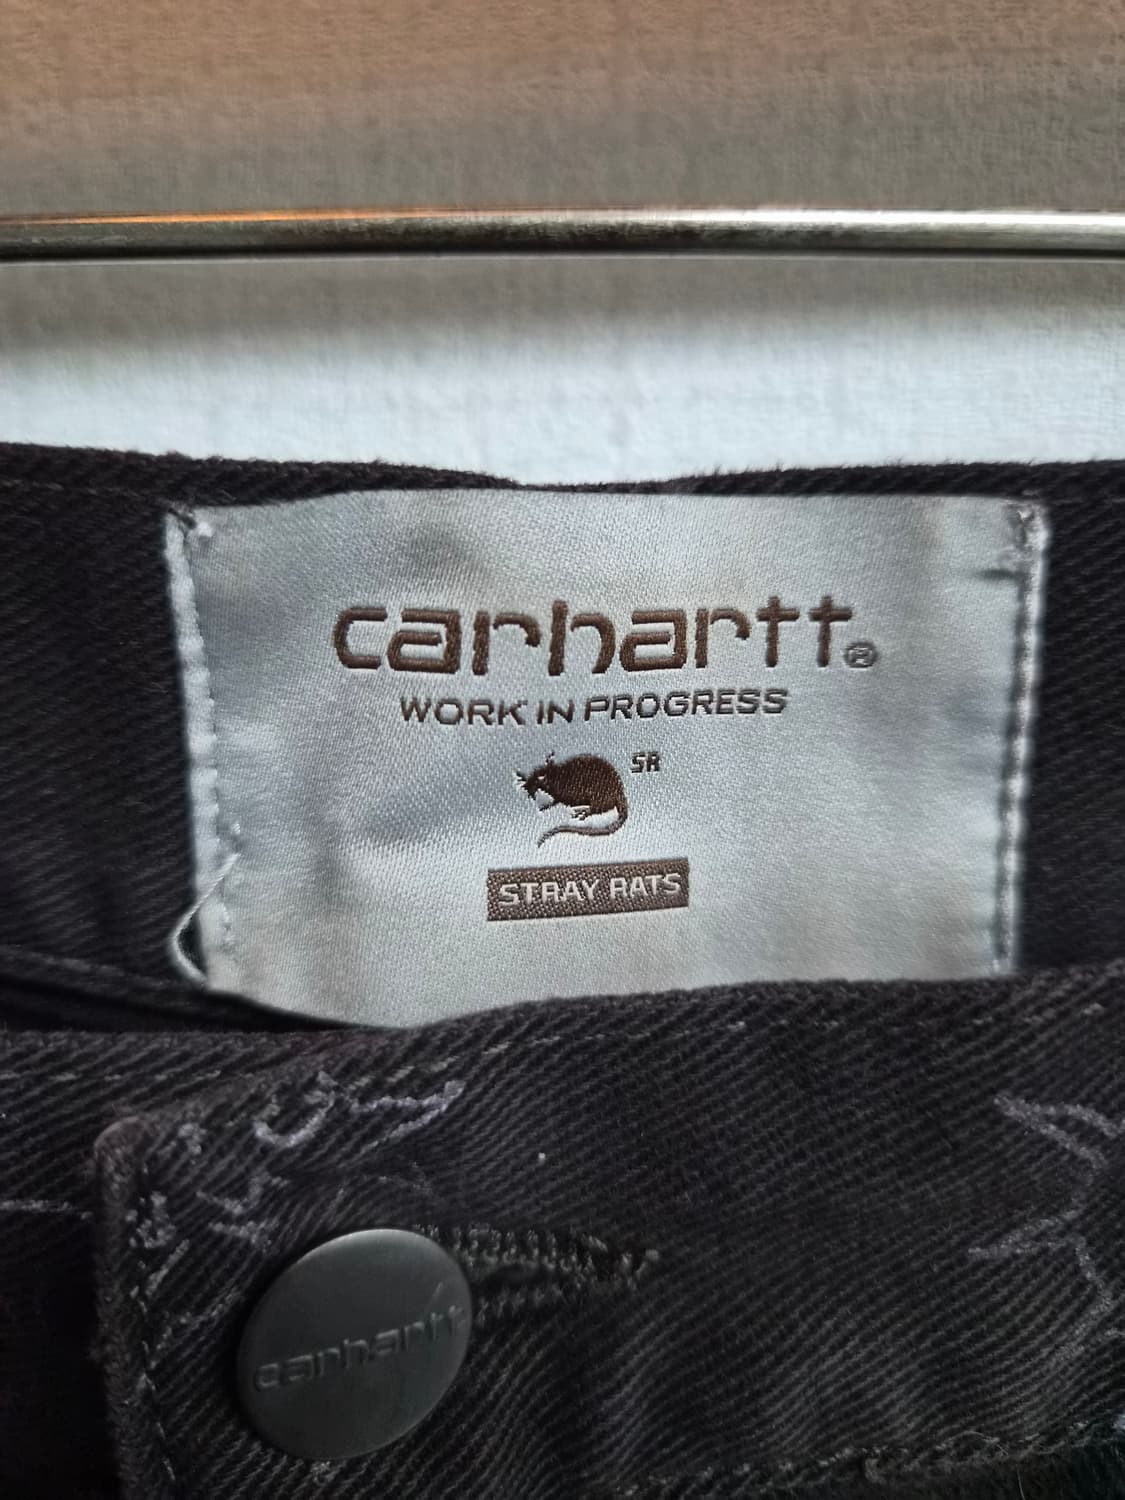 carhartt®
WORK IN PROGRESS
SR
STRAY RATS
carhartt